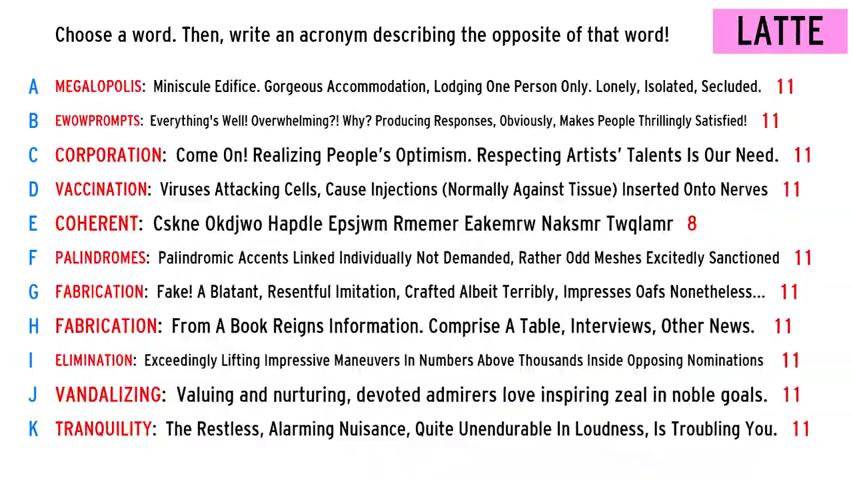 Choose a word. Then, write an acronym describing the opposite of that word!
LATTE
A MEGALOPOLIS: Miniscule Edifice. Gorgeous Accommodation, Lodging One Person Only. Lonely, Isolated, Secluded. 11
B EWOWPROMPTS: Everything's Well! Overwhelming?! Why? Producing Responses, Obviously, Makes People Thrillingly Satisfied! 11
C CORPORATION: Come On! Realizing People's Optimism. Respecting Artists' Talents Is Our Need. 11
D VACCINATION: Viruses Attacking Cells, Cause Injections (Normally Against Tissue) Inserted Onto Nerves 11
E COHERENT: Cskne Okdjwo Hapdle Epsjwm Rmemer Eakemrw Naksmr Twqlamr 8
F PALINDROMES: Palindromic Accents Linked Individually Not Demanded, Rather Odd Meshes Excitedly Sanctioned 11
G FABRICATION: Fake! A Blatant, Resentful Imitation, Crafted Albeit Terribly, Impresses Oafs Nonetheless... 11
H FABRICATION: From A Book Reigns Information. Comprise A Table, Interviews, Other News. 11
I ELIMINATION: Exceedingly Lifting Impressive Maneuvers In Numbers Above Thousands Inside Opposing Nominations 11
J VANDALIZING: Valuing and nurturing, devoted admirers love inspiring zeal in noble goals. 11
K TRANQUILITY: The Restless, Alarming Nuisance, Quite Unendurable In Loudness, Is Troubling You. 11